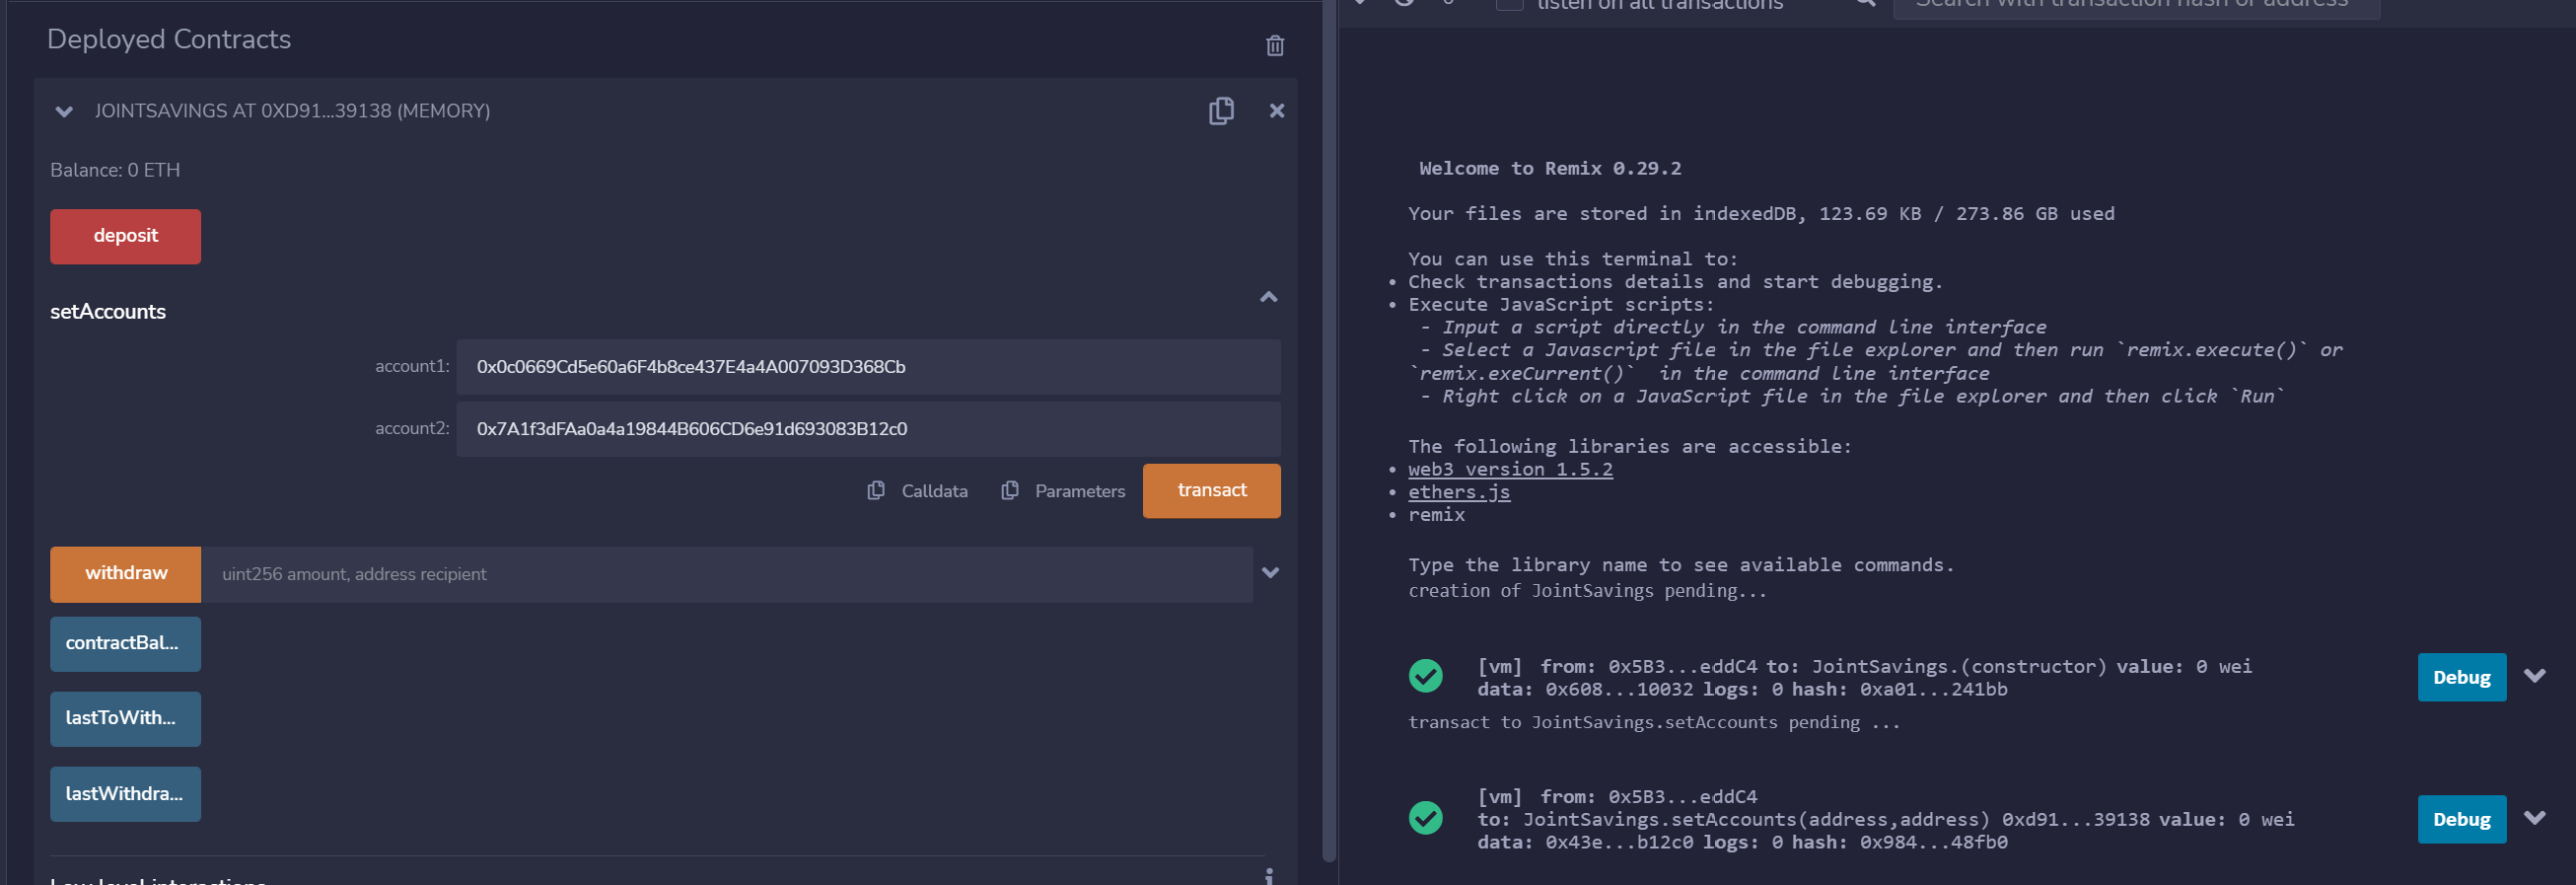 Deployed Contracts
JOINTSAVINGS AT 0XD91...39138 (MEMORY)
Balance: 0 ETH
deposit
setAccounts
account1: 0x0c0669Cd5e60a6F4b8ce437E4a4A007093D368Cb
account2: 0x7A1f3dFAa0a4a19844B606CD6e91d693083B12c0
Calldata Parameters transact
withdraw uint256 amount, address recipient
contractBal...
lastToWith...
lastWithdra...
Low level interactions
0 listen on all transactions Search with transaction hash or address
Welcome to Remix 0.29.2
Your files are stored in indexedDB, 123.69 KB / 273.86 GB used
You can use this terminal to:
• Check transactions details and start debugging.
• Execute JavaScript scripts:
- Input a script directly in the command line interface
- Select a Javascript file in the file explorer and then run `remix.execute()` or
`remix.exeCurrent()` in the command line interface
- Right click on a JavaScript file in the file explorer and then click `Run`
The following libraries are accessible:
• web3 version 1.5.2
• ethers.js
• remix
Type the library name to see available commands.
creation of JointSavings pending...
[vm] from: 0x5B3...eddC4 to: JointSavings.(constructor) value: 0 wei
data: 0x608...10032 logs: 0 hash: 0xa01...241bb
Debug
transact to JointSavings.setAccounts pending ...
[vm] from: 0x5B3...eddC4
to: JointSavings.setAccounts(address,address) 0xd91...39138 value: 0 wei
data: 0x43e...b12c0 logs: 0 hash: 0x984...48fb0
Debug